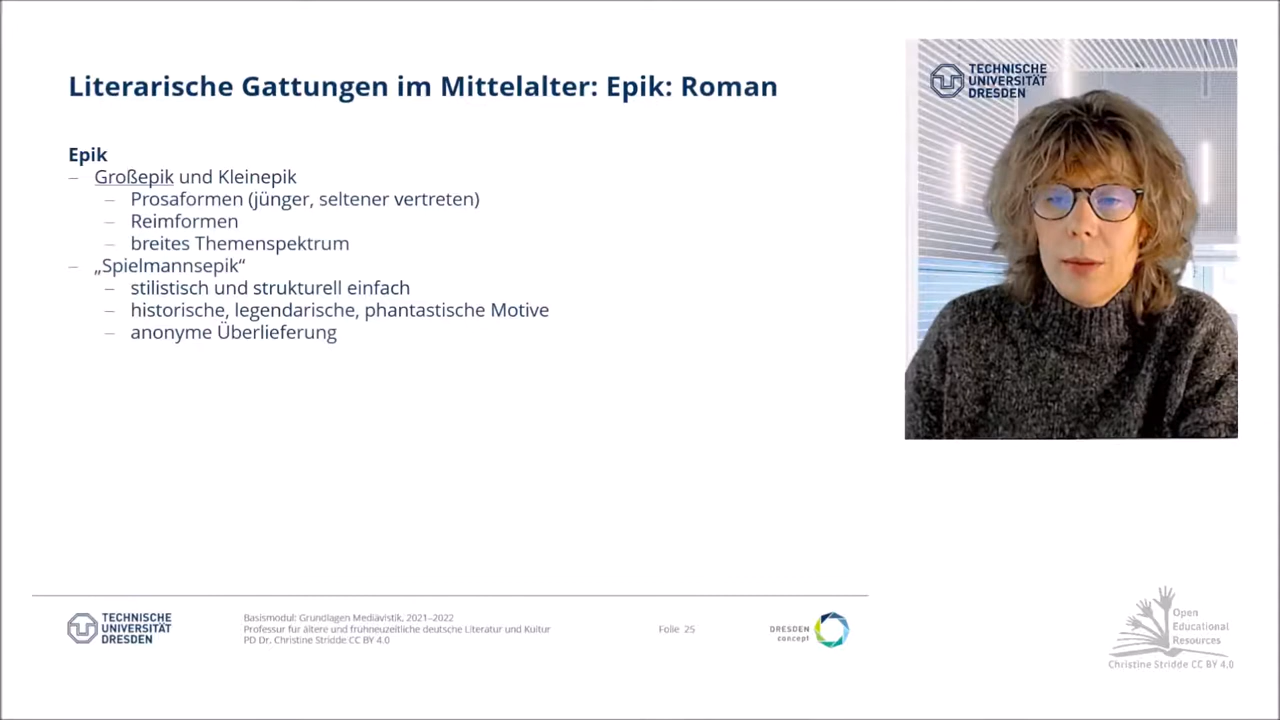 Literarische Gattungen im Mittelalter: Epik: Roman
Epik
– Großepik und Kleinepik
– Prosaformen (jünger, seltener vertreten)
– Reimformen
– breites Themenspektrum
– „Spielmannsepik“
– stilistisch und strukturell einfach
– historische, legendarische, phantastische Motive
– anonyme Überlieferung
TECHNISCHE
UNIVERSITÄT
DRESDEN
TECHNISCHE
UNIVERSITÄT
DRESDEN
Basismodul: Grundlagen Mediävistik, 2021–2022
Professur für ältere und frühneuzeitliche deutsche Literatur und Kultur
PD Dr. Christine Stridde CC BY 4.0
Folie 25
DRESDEN
concept
Open
Educational
Resources
Christine Stridde CC BY 4.0